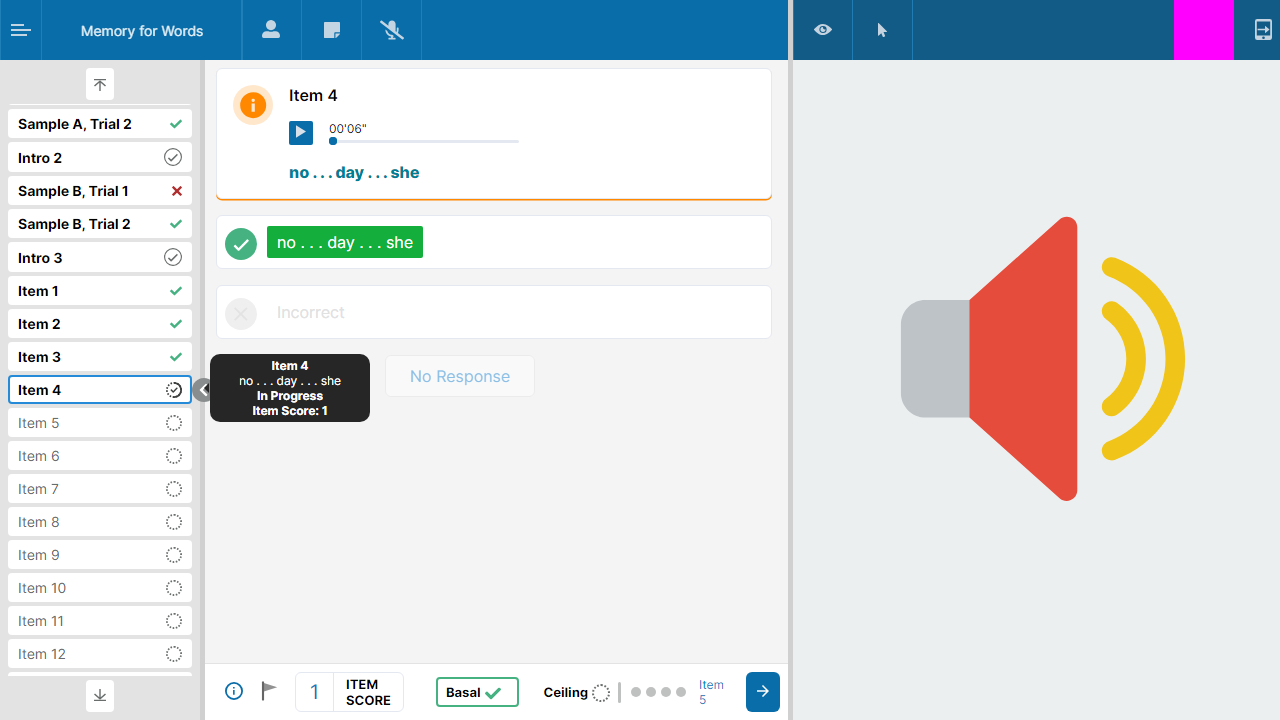 Memory for Words
Sample A, Trial 2
Intro 2
Sample B, Trial 1
Sample B, Trial 2
Intro 3
Item 1
Item 2
Item 3
Item 4
Item 5
Item 6
Item 7
Item 8
Item 9
Item 10
Item 11
Item 12
Item 4
00'06"
no . . . day . . . she
no . . . day . . . she
Incorrect
Item 4
no . . . day . . . she
In Progress
Item Score: 1
No Response
1
ITEM
SCORE
Basal
Ceiling
Item
5